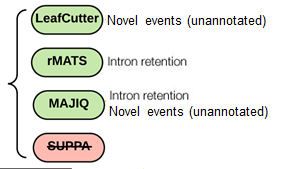 LeafCutter Novel events (unannotated)
rMATS Intron retention
Intron retention
MAJIQ
Novel events (unannotated)
SUPPA